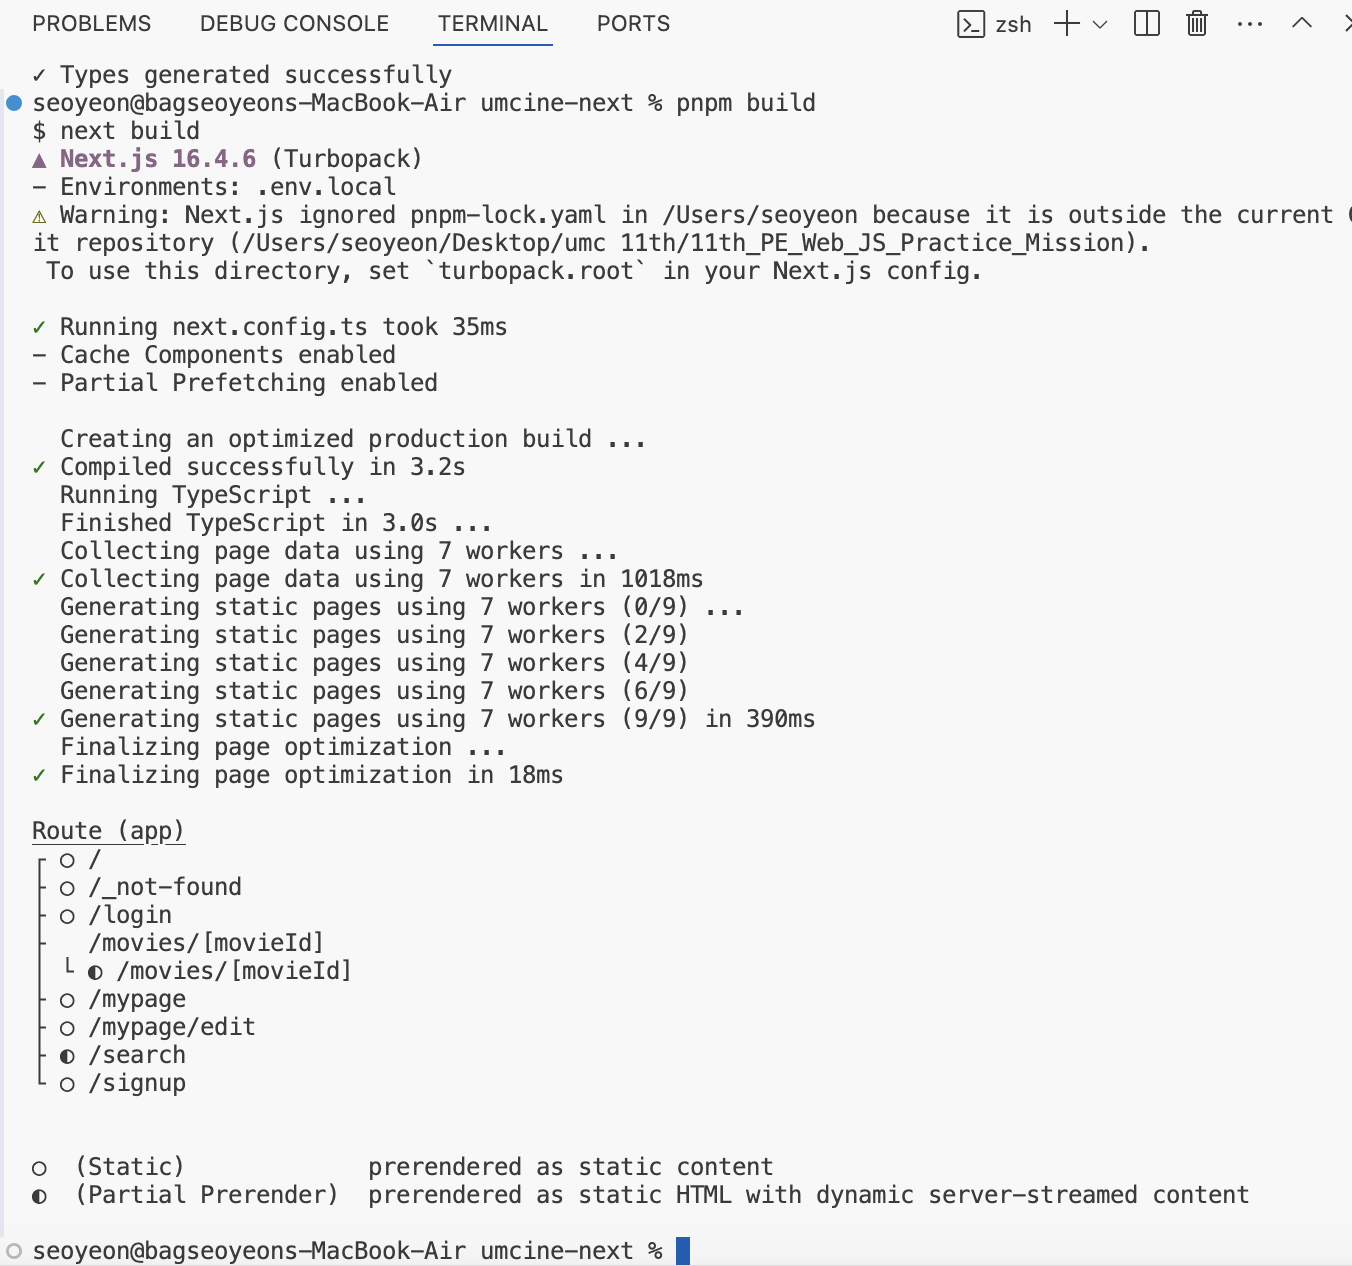 PROBLEMS DEBUG CONSOLE TERMINAL PORTS zsh
✓ Types generated successfully
seoyeon@bagseoyeons-MacBook-Air umcine-next % pnpm build
$ next build
▲ Next.js 16.4.6 (Turbopack)
- Environments: .env.local
⚠ Warning: Next.js ignored pnpm-lock.yaml in /Users/seoyeon because it is outside the current G
it repository (/Users/seoyeon/Desktop/umc 11th/11th_PE_Web_JS_Practice_Mission).
To use this directory, set `turbopack.root` in your Next.js config.
✓ Running next.config.ts took 35ms
- Cache Components enabled
- Partial Prefetching enabled
Creating an optimized production build ...
✓ Compiled successfully in 3.2s
Running TypeScript ...
Finished TypeScript in 3.0s ...
Collecting page data using 7 workers ...
✓ Collecting page data using 7 workers in 1018ms
Generating static pages using 7 workers (0/9) ...
Generating static pages using 7 workers (2/9)
Generating static pages using 7 workers (4/9)
Generating static pages using 7 workers (6/9)
✓ Generating static pages using 7 workers (9/9) in 390ms
Finalizing page optimization ...
✓ Finalizing page optimization in 18ms
Route (app)
┌ ○ /
├ ○ /_not-found
├ ○ /login
├   /movies/[movieId]
│ └ ◐ /movies/[movieId]
├ ○ /mypage
├ ○ /mypage/edit
├ ◐ /search
└ ○ /signup
○ (Static) prerendered as static content
◐ (Partial Prerender) prerendered as static HTML with dynamic server-streamed content
seoyeon@bagseoyeons-MacBook-Air umcine-next %